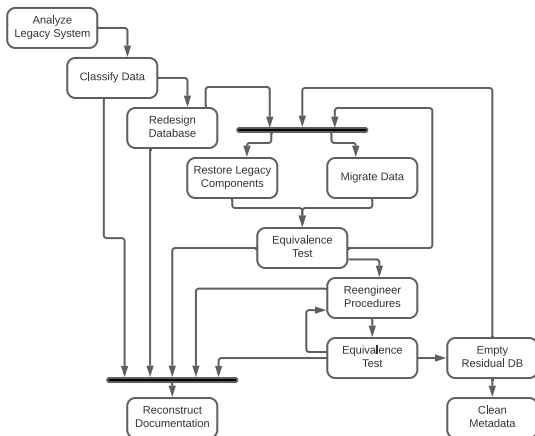 Analyze
Legacy System
Classify Data
Redesign
Database
Restore Legacy
Components
Migrate Data
Equivalence
Test
Reengineer
Procedures
Equivalence
Test
Empty
Residual DB
Reconstruct
Documentation
Clean
Metadata